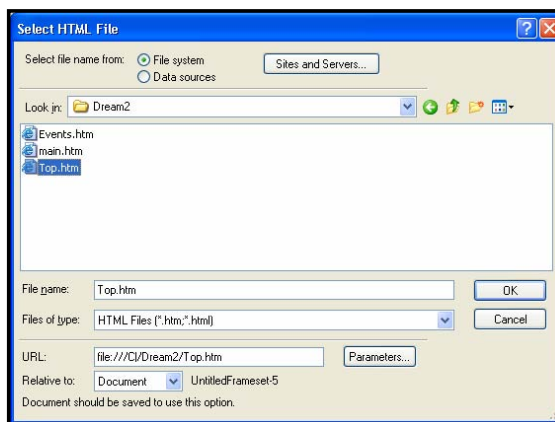 Select HTML File
Select file name from: File system Sites and Servers...
Data sources
Look in: Dream2
Events.htm
main.htm
Top.htm
File name: Top.htm OK
Files of type: HTML Files (*.htm;*.html) Cancel
URL: file:///C|/Dream2/Top.htm Parameters...
Relative to: Document UntitledFrameset-5
Document should be saved to use this option.